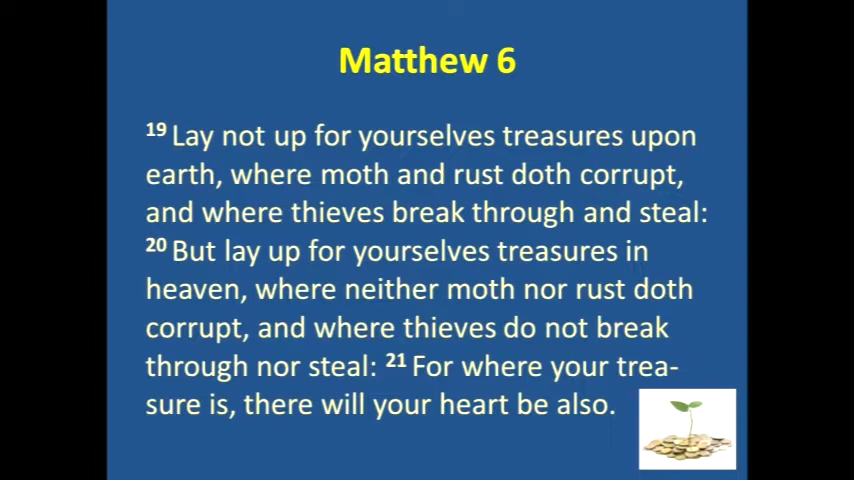 Matthew 6
19 Lay not up for yourselves treasures upon
earth, where moth and rust doth corrupt,
and where thieves break through and steal:
20 But lay up for yourselves treasures in
heaven, where neither moth nor rust doth
corrupt, and where thieves do not break
through nor steal: 21 For where your trea-
sure is, there will your heart be also.